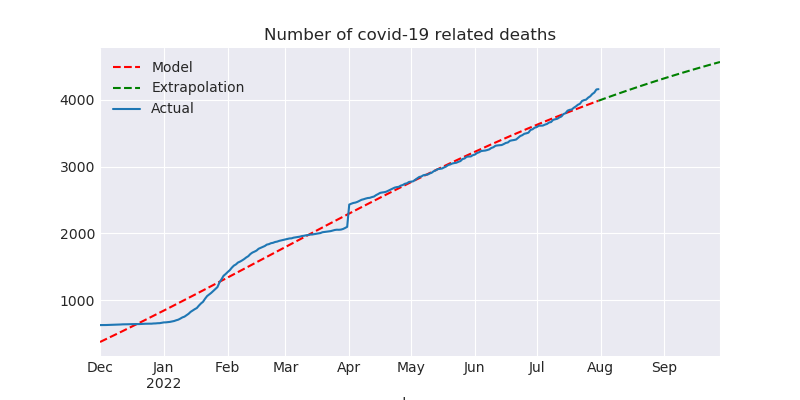 Number of covid-19 related deaths
Model
Extrapolation
Actual
4000
3000
2000
1000
Dec Jan Feb Mar Apr May Jun Jul Aug Sep
2022